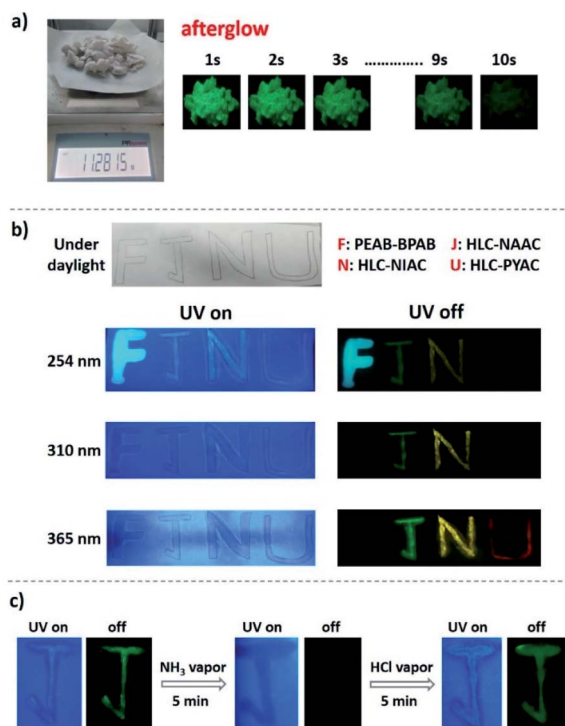 a)
afterglow
1s 2s 3s ………….. 9s 10s
11.2815
b)
Under daylight
F J N U
F: PEAB-BPAB J: HLC-NAAC
N: HLC-NIAC U: HLC-PYAC
UV on UV off
254 nm
F J N U F J N
310 nm
F J N U J N
365 nm
F J N U J N U
c)
UV on off UV on off UV on off
NH₃ vapor HCl vapor
5 min 5 min
J J J J J